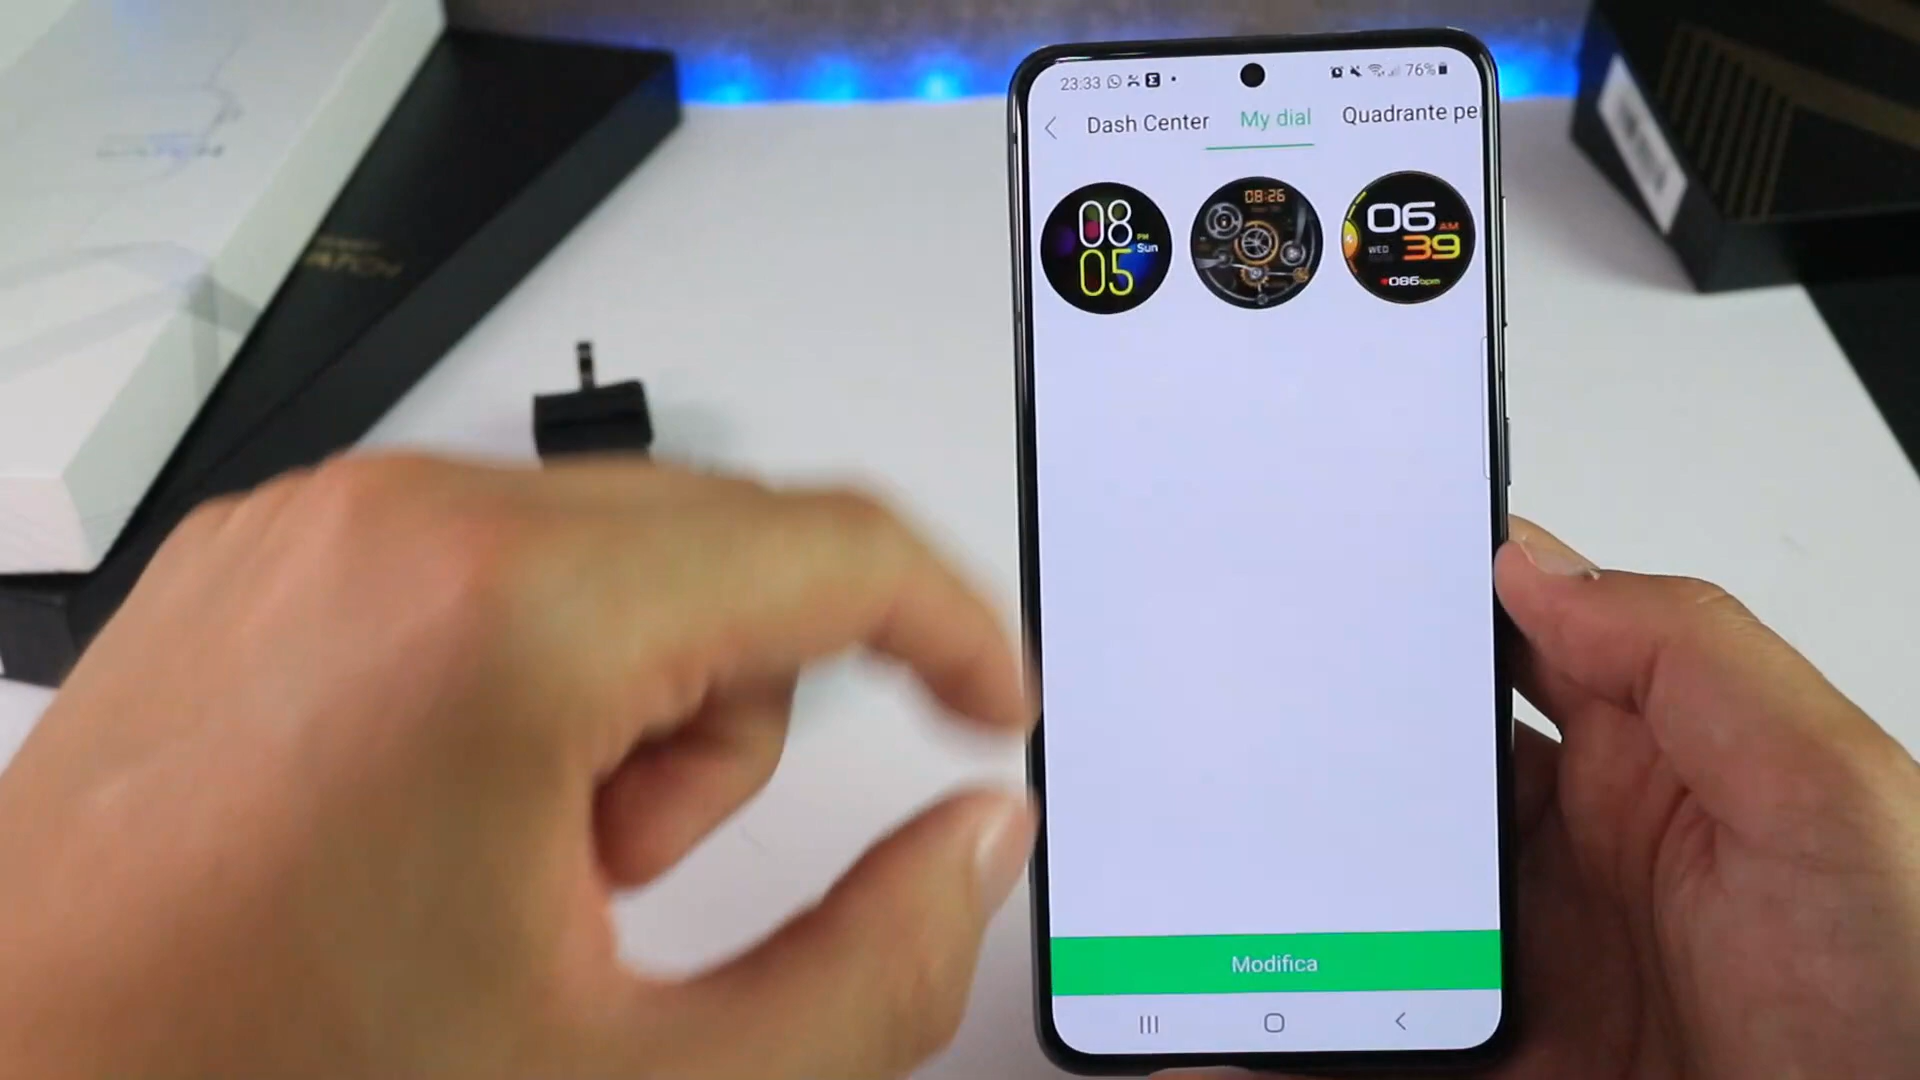 23:33 76%
Dash Center My dial Quadrante per
08 PM
Sun
05
08:26
06 AM
WED 39
086bpm
Modifica